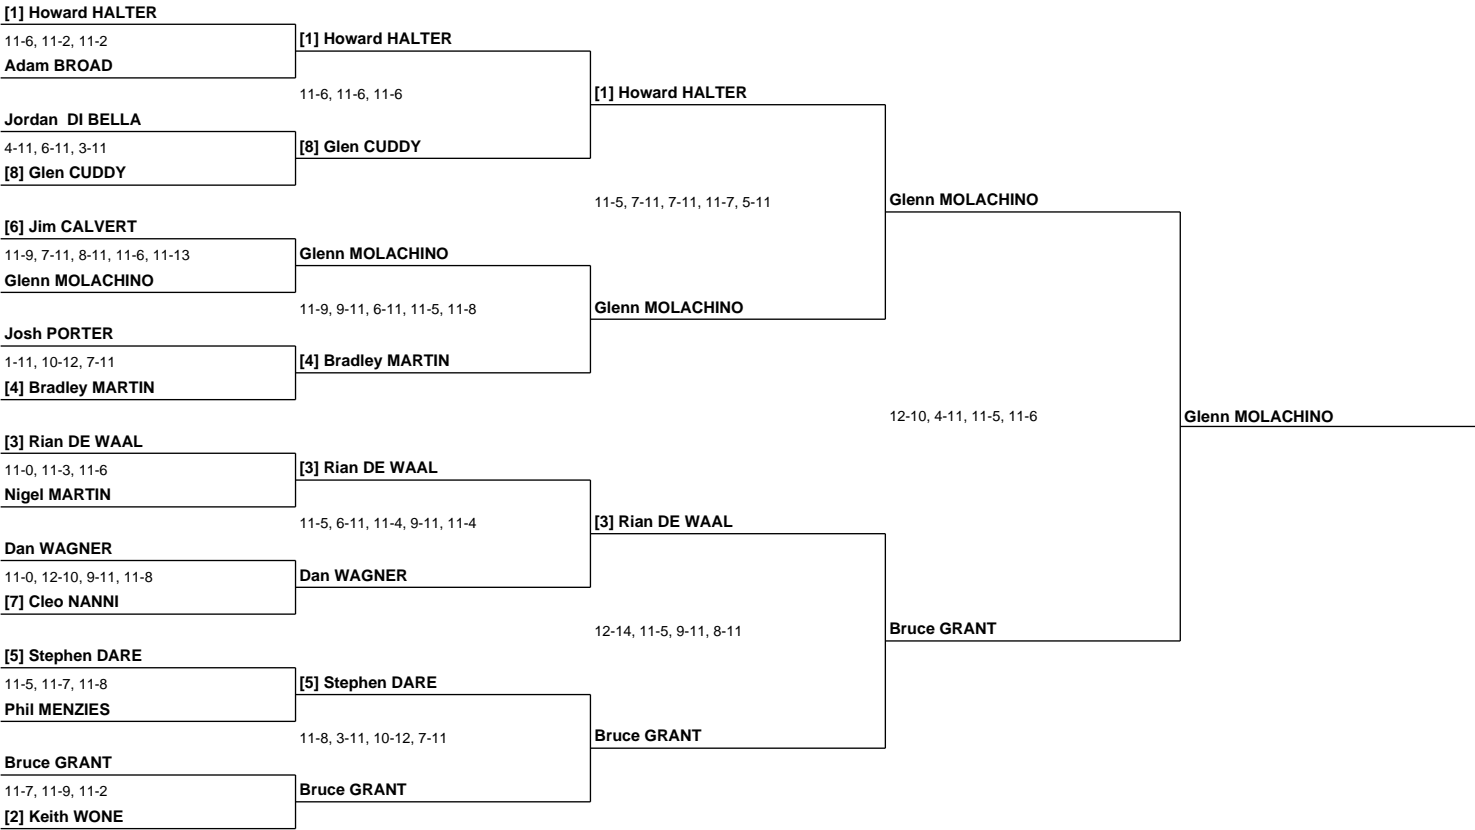 [1] Howard HALTER
11-6, 11-2, 11-2
Adam BROAD
Jordan  DI BELLA
4-11, 6-11, 3-11
[8] Glen CUDDY
[6] Jim CALVERT
11-9, 7-11, 8-11, 11-6, 11-13
Glenn MOLACHINO
Josh PORTER
1-11, 10-12, 7-11
[4] Bradley MARTIN
[3] Rian DE WAAL
11-0, 11-3, 11-6
Nigel MARTIN
Dan WAGNER
11-0, 12-10, 9-11, 11-8
[7] Cleo NANNI
[5] Stephen DARE
11-5, 11-7, 11-8
Phil MENZIES
Bruce GRANT
11-7, 11-9, 11-2
[2] Keith WONE
[1] Howard HALTER
11-6, 11-6, 11-6
[8] Glen CUDDY
Glenn MOLACHINO
11-9, 9-11, 6-11, 11-5, 11-8
[4] Bradley MARTIN
[3] Rian DE WAAL
11-5, 6-11, 11-4, 9-11, 11-4
Dan WAGNER
[5] Stephen DARE
11-8, 3-11, 10-12, 7-11
Bruce GRANT
[1] Howard HALTER
11-5, 7-11, 7-11, 11-7, 5-11
Glenn MOLACHINO
[3] Rian DE WAAL
12-14, 11-5, 9-11, 8-11
Bruce GRANT
Glenn MOLACHINO
12-10, 4-11, 11-5, 11-6
Bruce GRANT
Glenn MOLACHINO